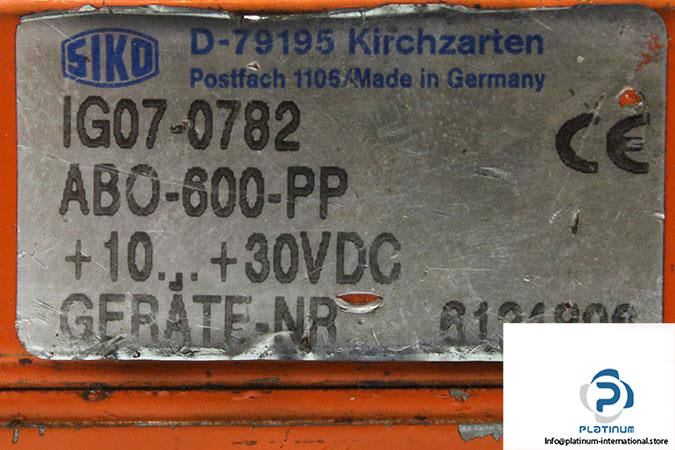 SIKO
D-79195 Kirchzarten
Postfach 1106/Made in Germany
IG07-0782
CE
ABO-600-PP
+10...+30VDC
GERÄTE-NR
PLATINUM
Info@platinum-international.store